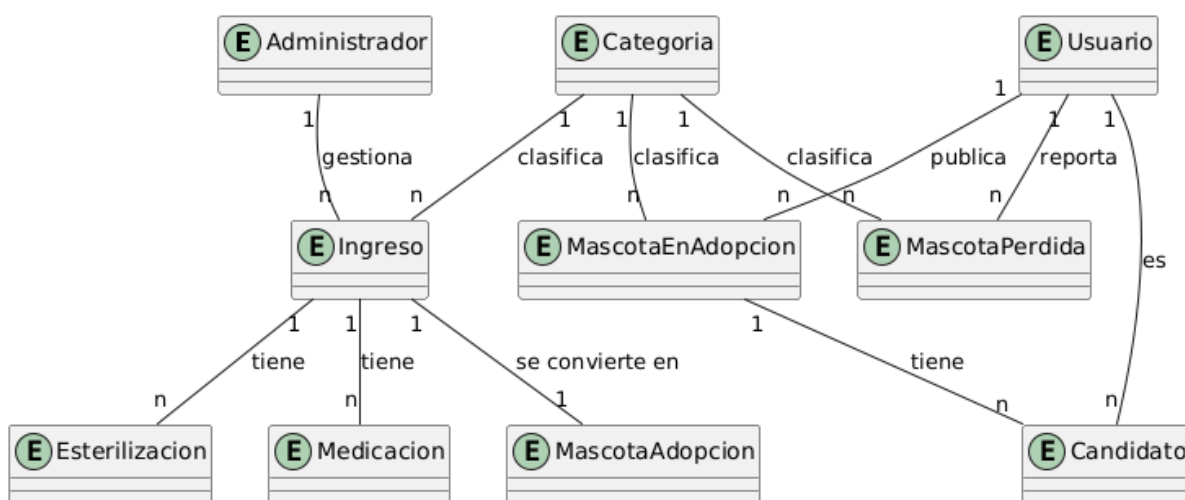 E Administrador
E Categoria
E Usuario
1
1
1
1
1
1
1
gestiona
clasifica
clasifica
clasifica
publica
reporta
n
n
n
n
n
n
E Ingreso
E MascotaEnAdopcion
E MascotaPerdida
es
1
1
1
1
tiene
tiene
se convierte en
tiene
n
n
1
n
n
E Esterilizacion
E Medicacion
E MascotaAdopcion
E Candidato